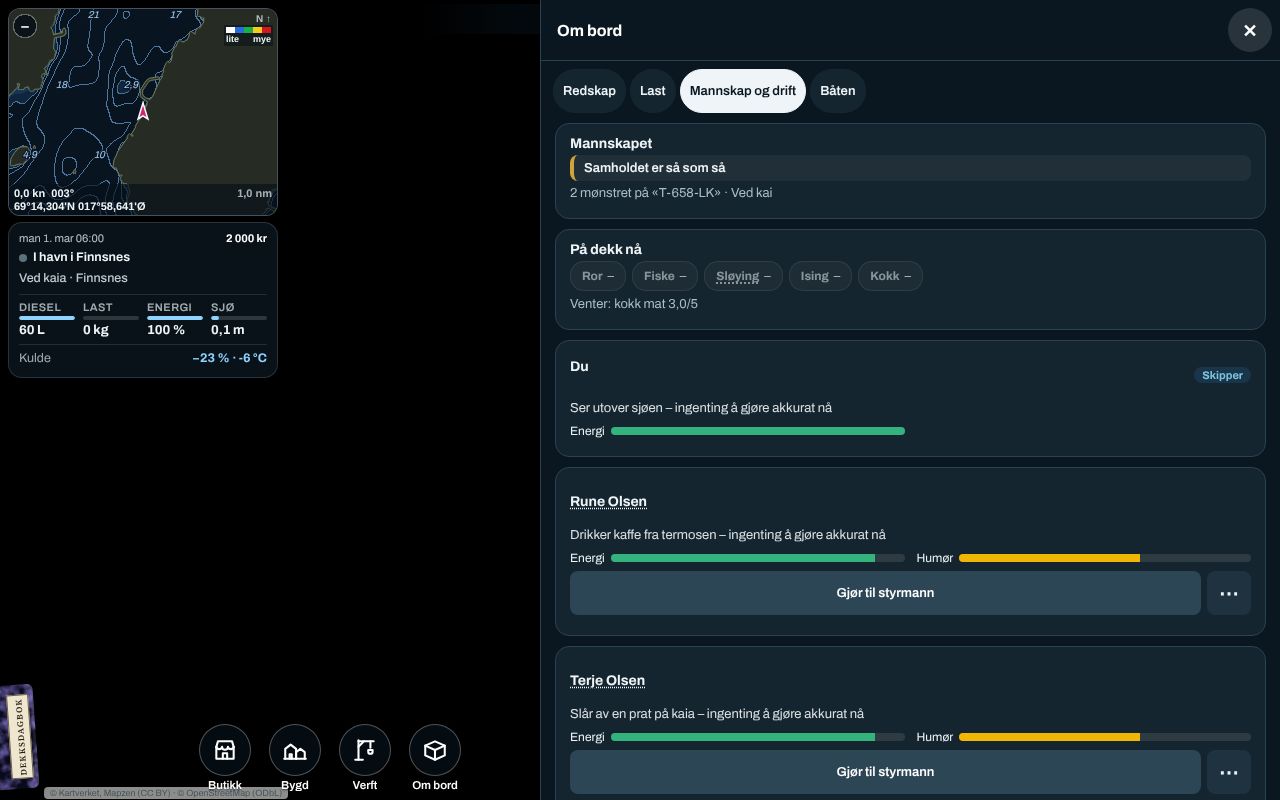 21
17
N ↑
lite mye
18
2,9
4,9
10
0,0 kn 003°
1,0 nm
69°14,304'N 017°58,641'Ø
man 1. mar 06:00
2 000 kr
I havn i Finnsnes
Ved kaia · Finnsnes
DIESEL LAST ENERGI SJØ
60 L 0 kg 100 % 0,1 m
Kulde
−23 % · -6 °C
DEKKSDAGBOK
Butikk Bygd Verft Om bord
© Kartverket, Mapzen (CC BY) · © OpenStreetMap (ODbL)
Om bord
Redskap Last Mannskap og drift Båten
Mannskapet
Samholdet er så som så
2 mønstret på «T-658-LK» · Ved kai
På dekk nå
Ror – Fiske – Sløying – Ising – Kokk –
Venter: kokk mat 3,0/5
Du
Skipper
Ser utover sjøen – ingenting å gjøre akkurat nå
Energi
Rune Olsen
Drikker kaffe fra termosen – ingenting å gjøre akkurat nå
Energi Humør
Gjør til styrmann
Terje Olsen
Slår av en prat på kaia – ingenting å gjøre akkurat nå
Energi Humør
Gjør til styrmann